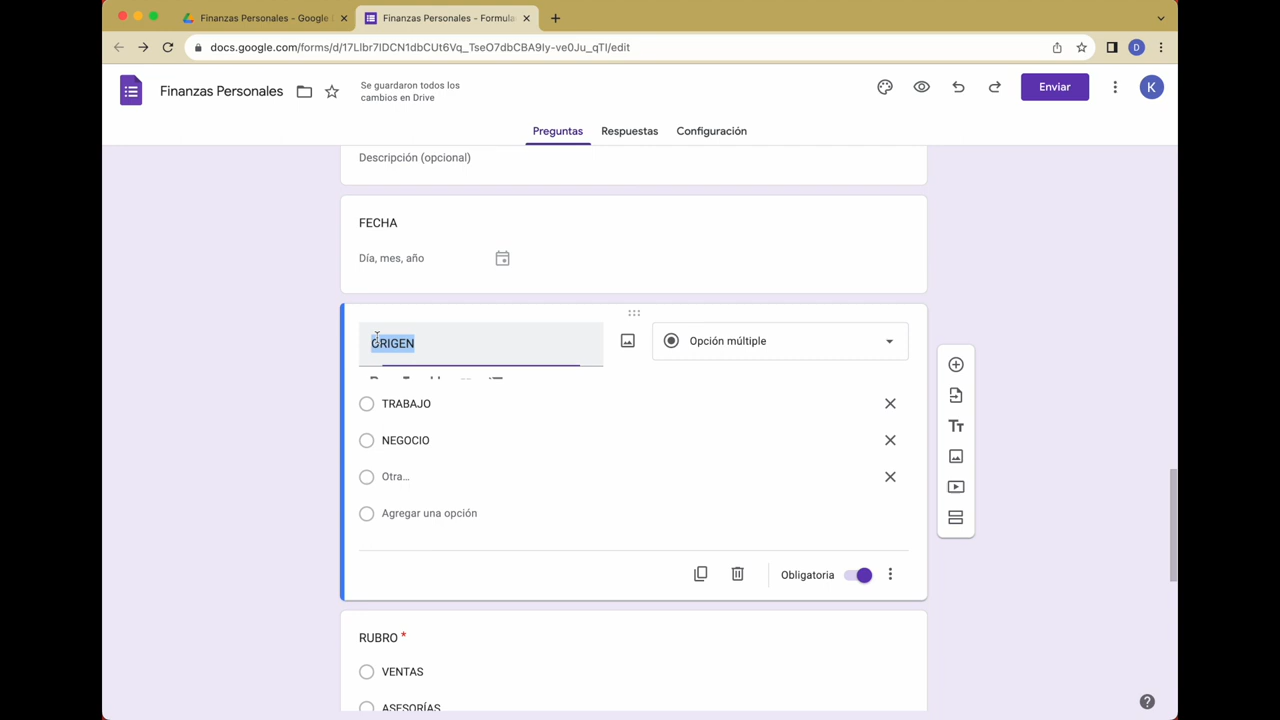 Finanzas Personales - Google
Finanzas Personales - Formula
docs.google.com/forms/d/17Llbr7IDCN1dbCUt6Vq_TseO7dbCBA9Iy-ve0Ju_qTI/edit
D
Finanzas Personales
Se guardaron todos los
cambios en Drive
Enviar
K
Preguntas
Respuestas
Configuración
Descripción (opcional)
FECHA
Día, mes, año
ORIGEN
Opción múltiple
TRABAJO
NEGOCIO
Otra...
Agregar una opción
Tт
Obligatoria
RUBRO *
VENTAS
ASESORÍAS